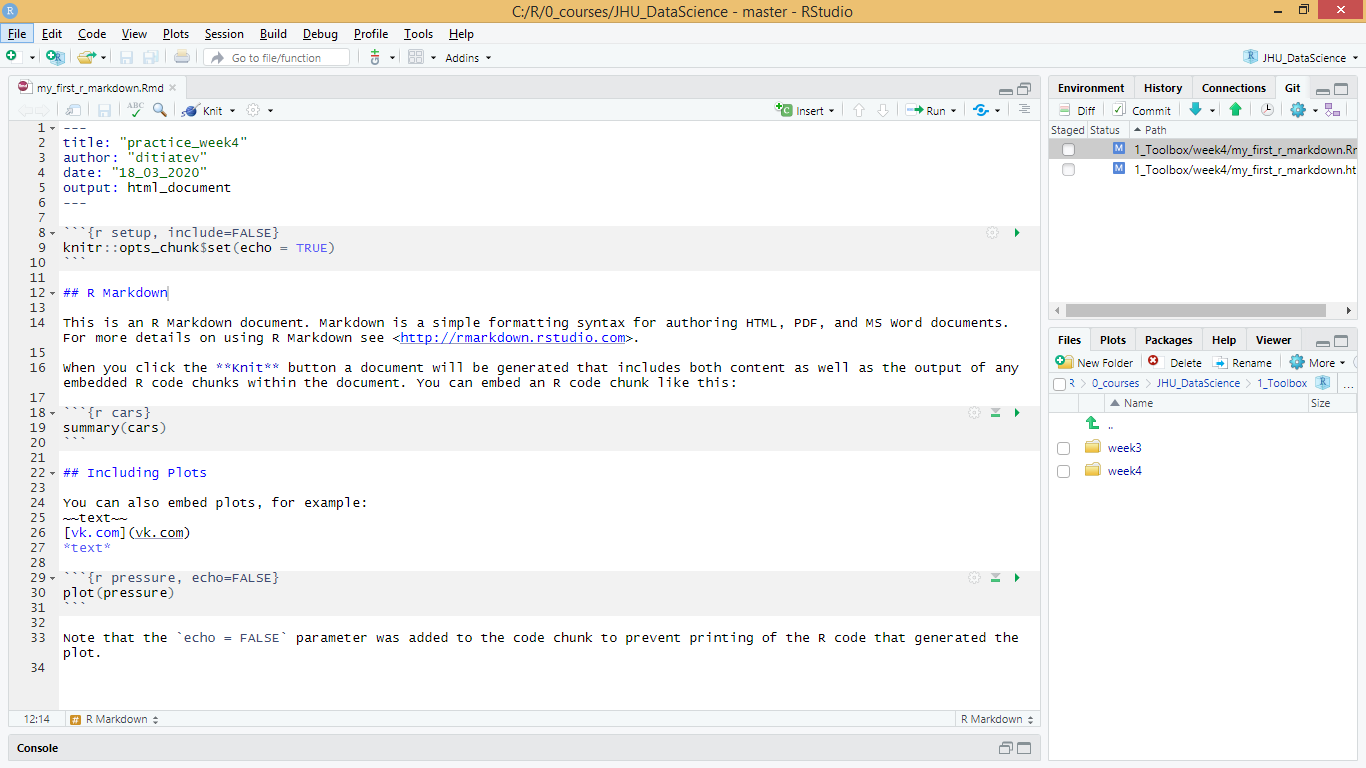 C:/R/0_courses/JHU_DataScience - master - RStudio
File Edit Code View Plots Session Build Debug Profile Tools Help
Go to file/function Addins JHU_DataScience
my_first_r_markdown.Rmd
ABC Knit Insert Run
1 ---
2 title: "practice_week4"
3 author: "ditiatev"
4 date: "18_03_2020"
5 output: html_document
6 ---
7
8 ```{r setup, include=FALSE}
9 knitr::opts_chunk$set(echo = TRUE)
10 ```
11
12 ## R Markdown
13
14 This is an R Markdown document. Markdown is a simple formatting syntax for authoring HTML, PDF, and MS Word documents.
For more details on using R Markdown see <http://rmarkdown.rstudio.com>.
15
16 When you click the **Knit** button a document will be generated that includes both content as well as the output of any
embedded R code chunks within the document. You can embed an R code chunk like this:
17
18 ```{r cars}
19 summary(cars)
20 ```
21
22 ## Including Plots
23
24 You can also embed plots, for example:
25 ~~text~~
26 [vk.com](vk.com)
27 *text*
28
29 ```{r pressure, echo=FALSE}
30 plot(pressure)
31 ```
32
33 Note that the `echo = FALSE` parameter was added to the code chunk to prevent printing of the R code that generated the
plot.
34
12:14 # R Markdown R Markdown
Console
Environment History Connections Git
Diff Commit
Staged Status Path
M 1_Toolbox/week4/my_first_r_markdown.Rm
M 1_Toolbox/week4/my_first_r_markdown.ht
Files Plots Packages Help Viewer
New Folder Delete Rename More
R 0_courses JHU_DataScience 1_Toolbox R ...
Name Size
..
week3
week4